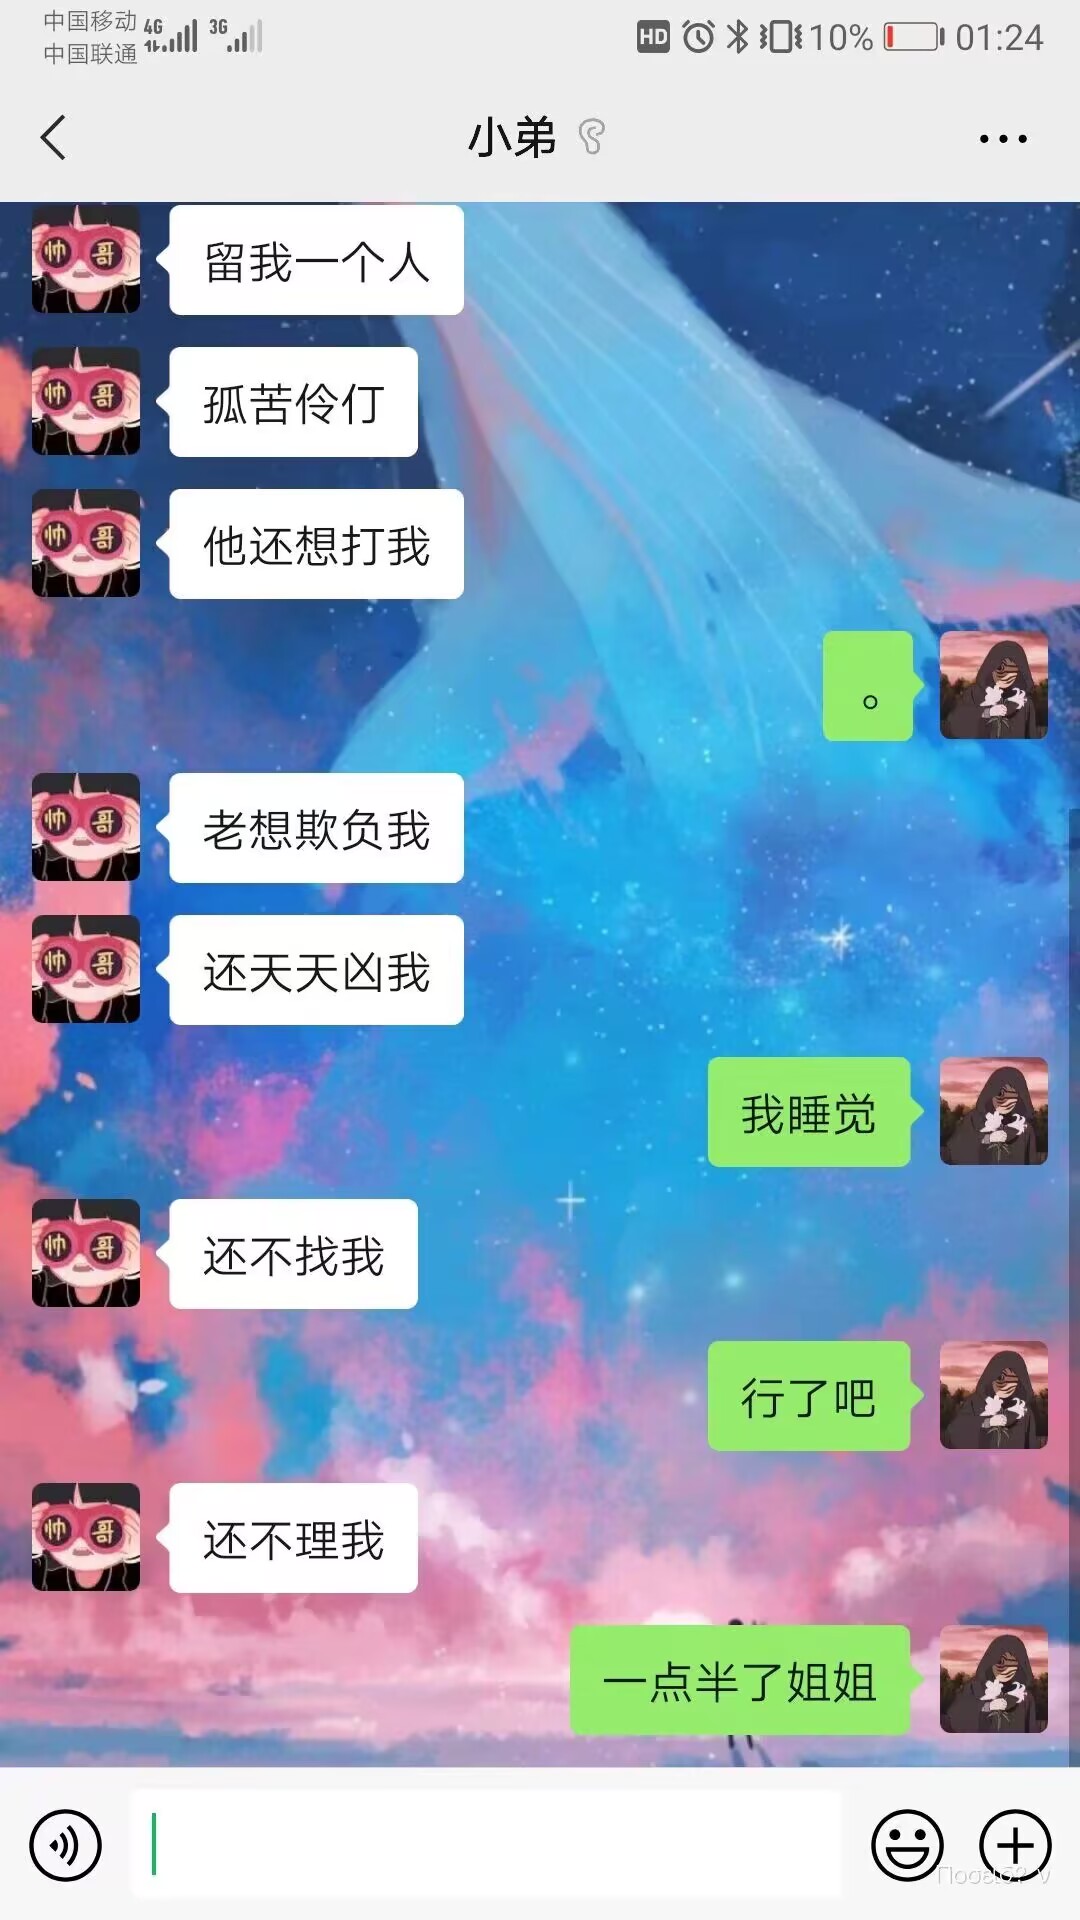 中国移动 4G 3G
中国联通
HD 10% 01:24
小弟
帅 哥 留我一个人
帅 哥 孤苦伶仃
帅 哥 他还想打我
。
帅 哥 老想欺负我
帅 哥 还天天凶我
我睡觉
帅 哥 还不找我
行了吧
帅 哥 还不理我
一点半了姐姐